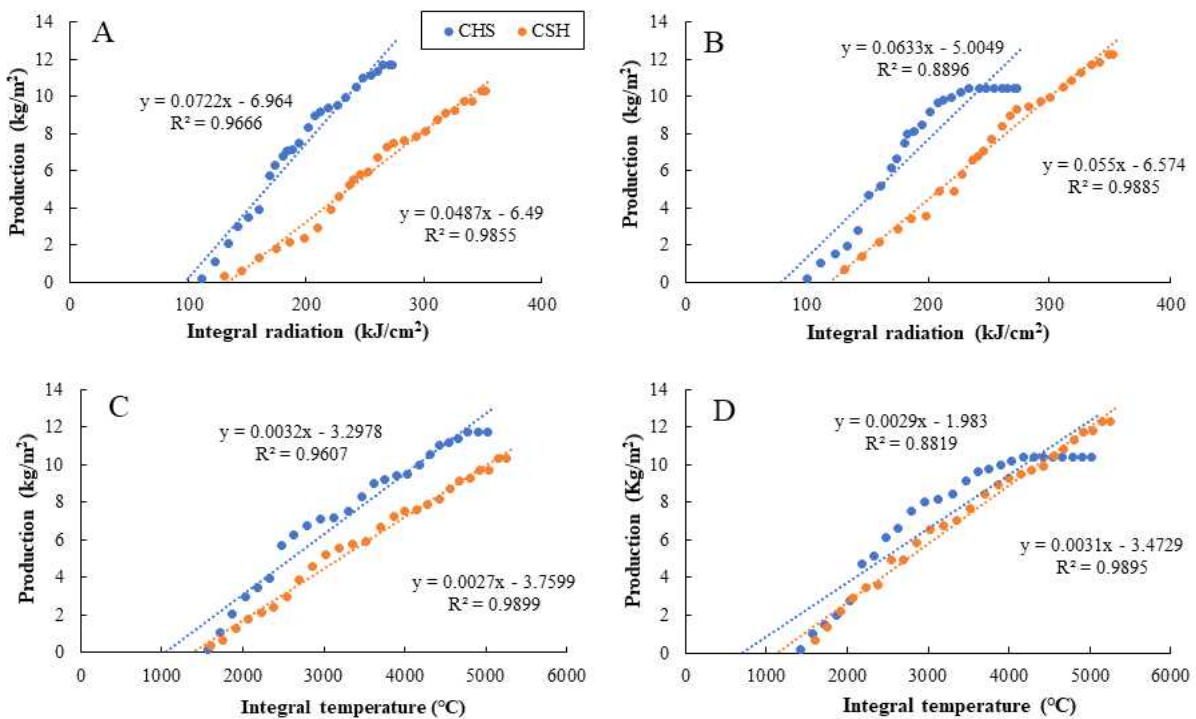 A
CHS CSH
y = 0.0722x - 6.964
R² = 0.9666
y = 0.0487x - 6.49
R² = 0.9855
Production (kg/m²)
14
12
10
8
6
4
2
0
0 100 200 300 400
Integral radiation (kJ/cm²)
B
y = 0.0633x - 5.0049
R² = 0.8896
y = 0.055x - 6.574
R² = 0.9885
Production (kg/m²)
14
12
10
8
6
4
2
0
0 100 200 300 400
Integral radiation (kJ/cm²)
C
y = 0.0032x - 3.2978
R² = 0.9607
y = 0.0027x - 3.7599
R² = 0.9899
Production (kg/m²)
14
12
10
8
6
4
2
0
0 1000 2000 3000 4000 5000 6000
Integral temperature (°C)
D
y = 0.0029x - 1.983
R² = 0.8819
y = 0.0031x - 3.4729
R² = 0.9895
Production (Kg/m²)
14
12
10
8
6
4
2
0
0 1000 2000 3000 4000 5000 6000
Integral temperature (°C)